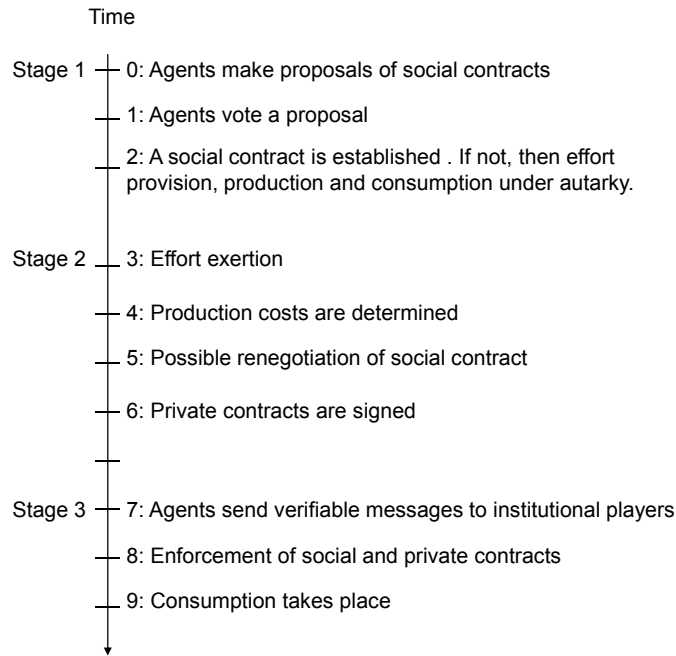 Time
Stage 1 0: Agents make proposals of social contracts
1: Agents vote a proposal
2: A social contract is established . If not, then effort
provision, production and consumption under autarky.
Stage 2 3: Effort exertion
4: Production costs are determined
5: Possible renegotiation of social contract
6: Private contracts are signed
Stage 3 7: Agents send verifiable messages to institutional players
8: Enforcement of social and private contracts
9: Consumption takes place